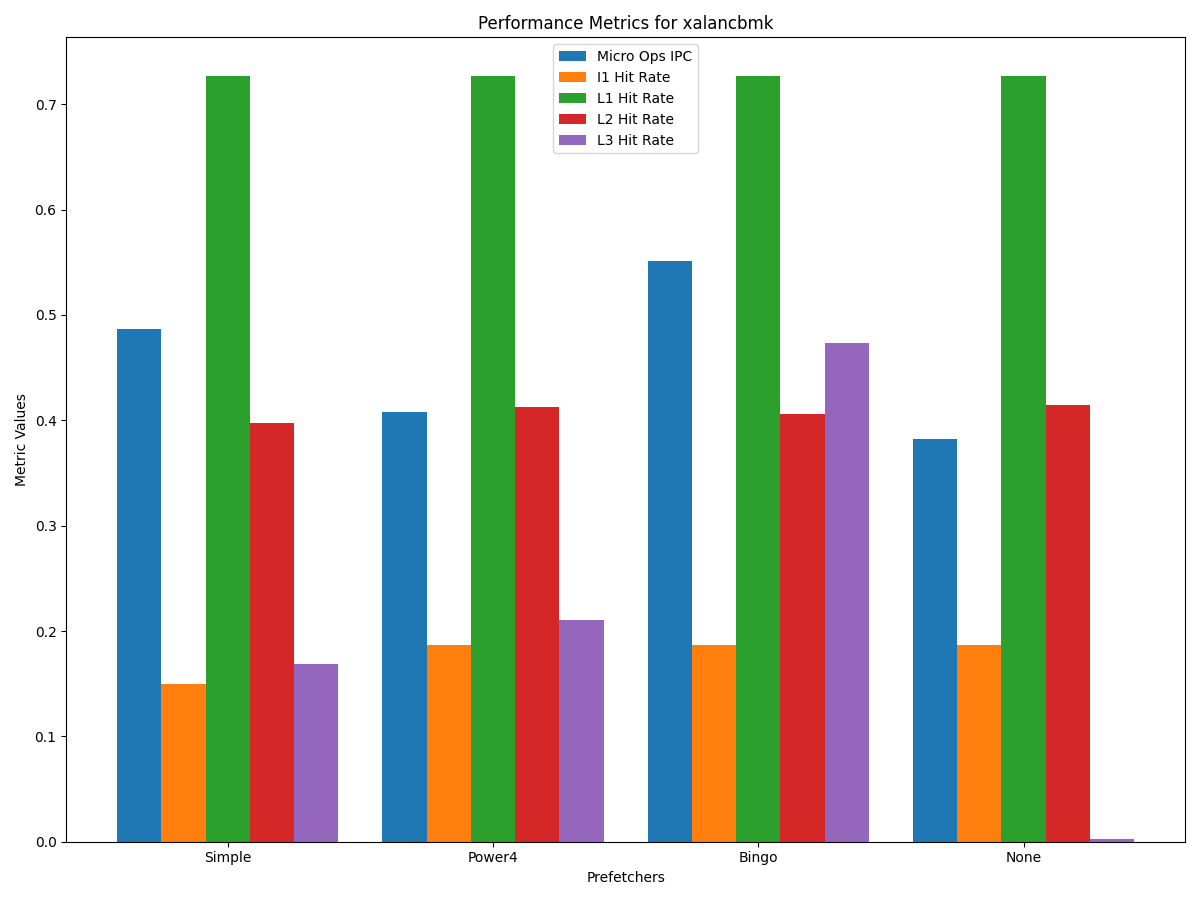 Performance Metrics for xalancbmk
Micro Ops IPC
I1 Hit Rate
L1 Hit Rate
L2 Hit Rate
L3 Hit Rate
Metric Values
0.7
0.6
0.5
0.4
0.3
0.2
0.1
0.0
Simple
Power4
Bingo
None
Prefetchers